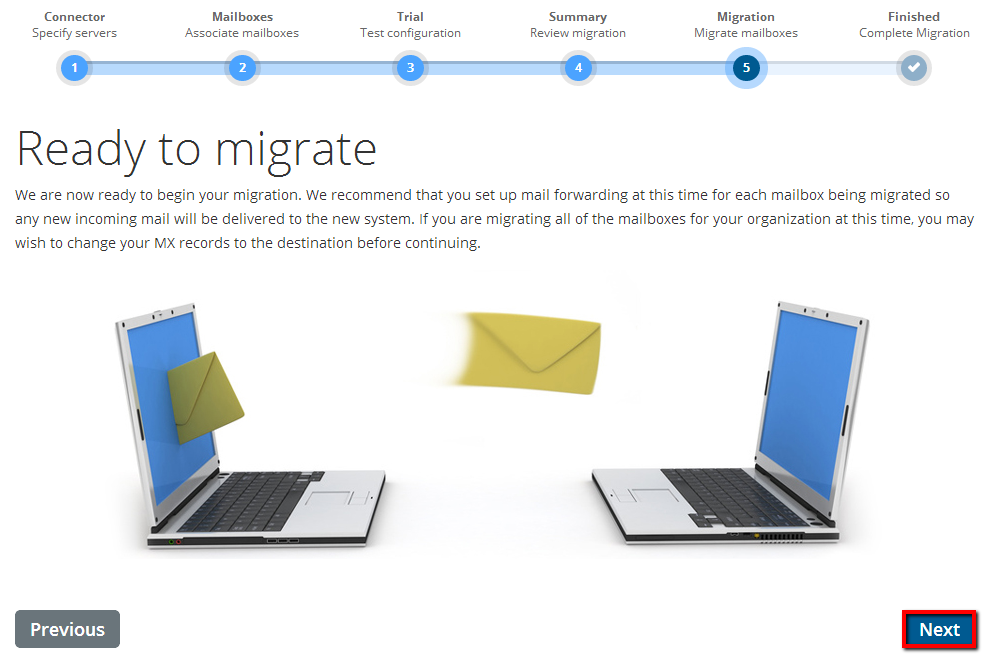 Connector
Specify servers
Mailboxes
Associate mailboxes
Trial
Test configuration
Summary
Review migration
Migration
Migrate mailboxes
Finished
Complete Migration
1
2
3
4
5
Ready to migrate
We are now ready to begin your migration. We recommend that you set up mail forwarding at this time for each mailbox being migrated so
any new incoming mail will be delivered to the new system. If you are migrating all of the mailboxes for your organization at this time, you may
wish to change your MX records to the destination before continuing.
Previous
Next